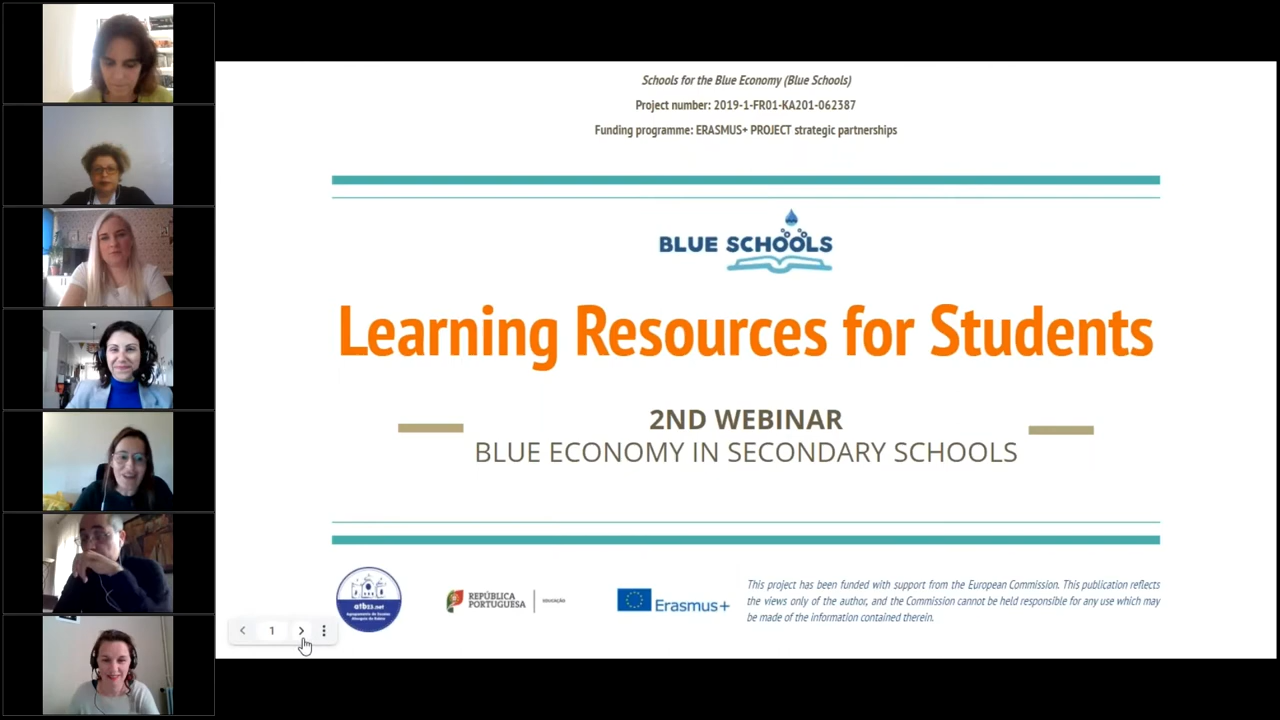 Schools for the Blue Economy (Blue Schools)
Project number: 2019-1-FR01-KA201-062387
Funding programme: ERASMUS+ PROJECT strategic partnerships
BLUE SCHOOLS
Learning Resources for Students
2ND WEBINAR
BLUE ECONOMY IN SECONDARY SCHOOLS
atb23.net
REPÚBLICA
PORTUGUESA
EDUCAÇÃO
Erasmus+
This project has been funded with support from the European Commission. This publication reflects
the views only of the author, and the Commission cannot be held responsible for any use which may
be made of the information contained therein.
1